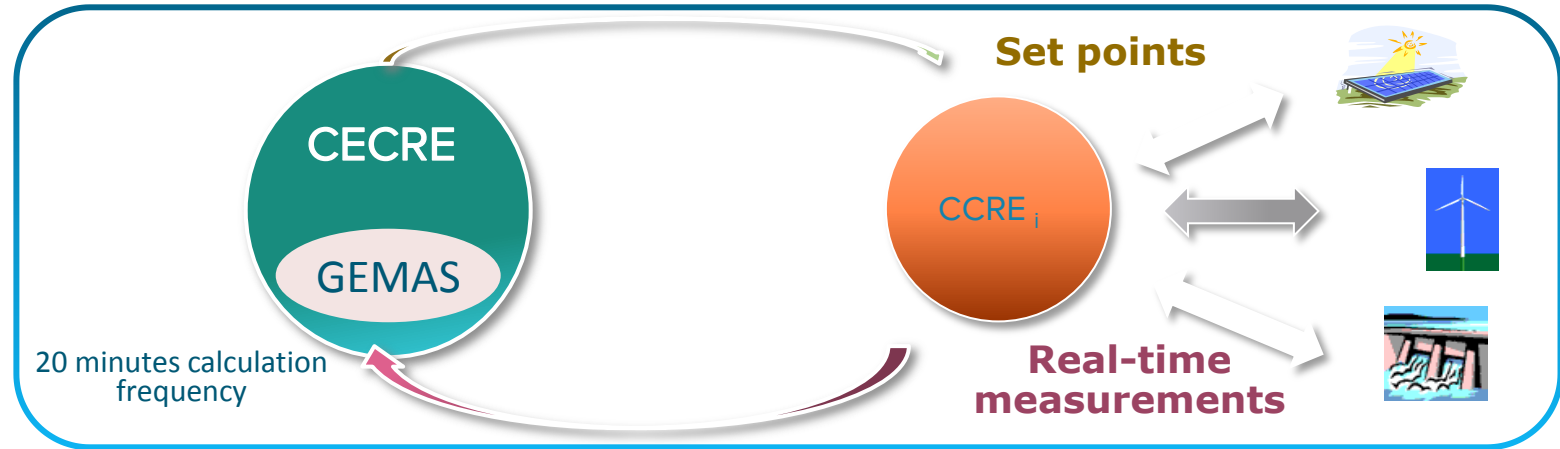 Set points
CECRE
CCRE i
GEMAS
20 minutes calculation
frequency
Real-time
measurements